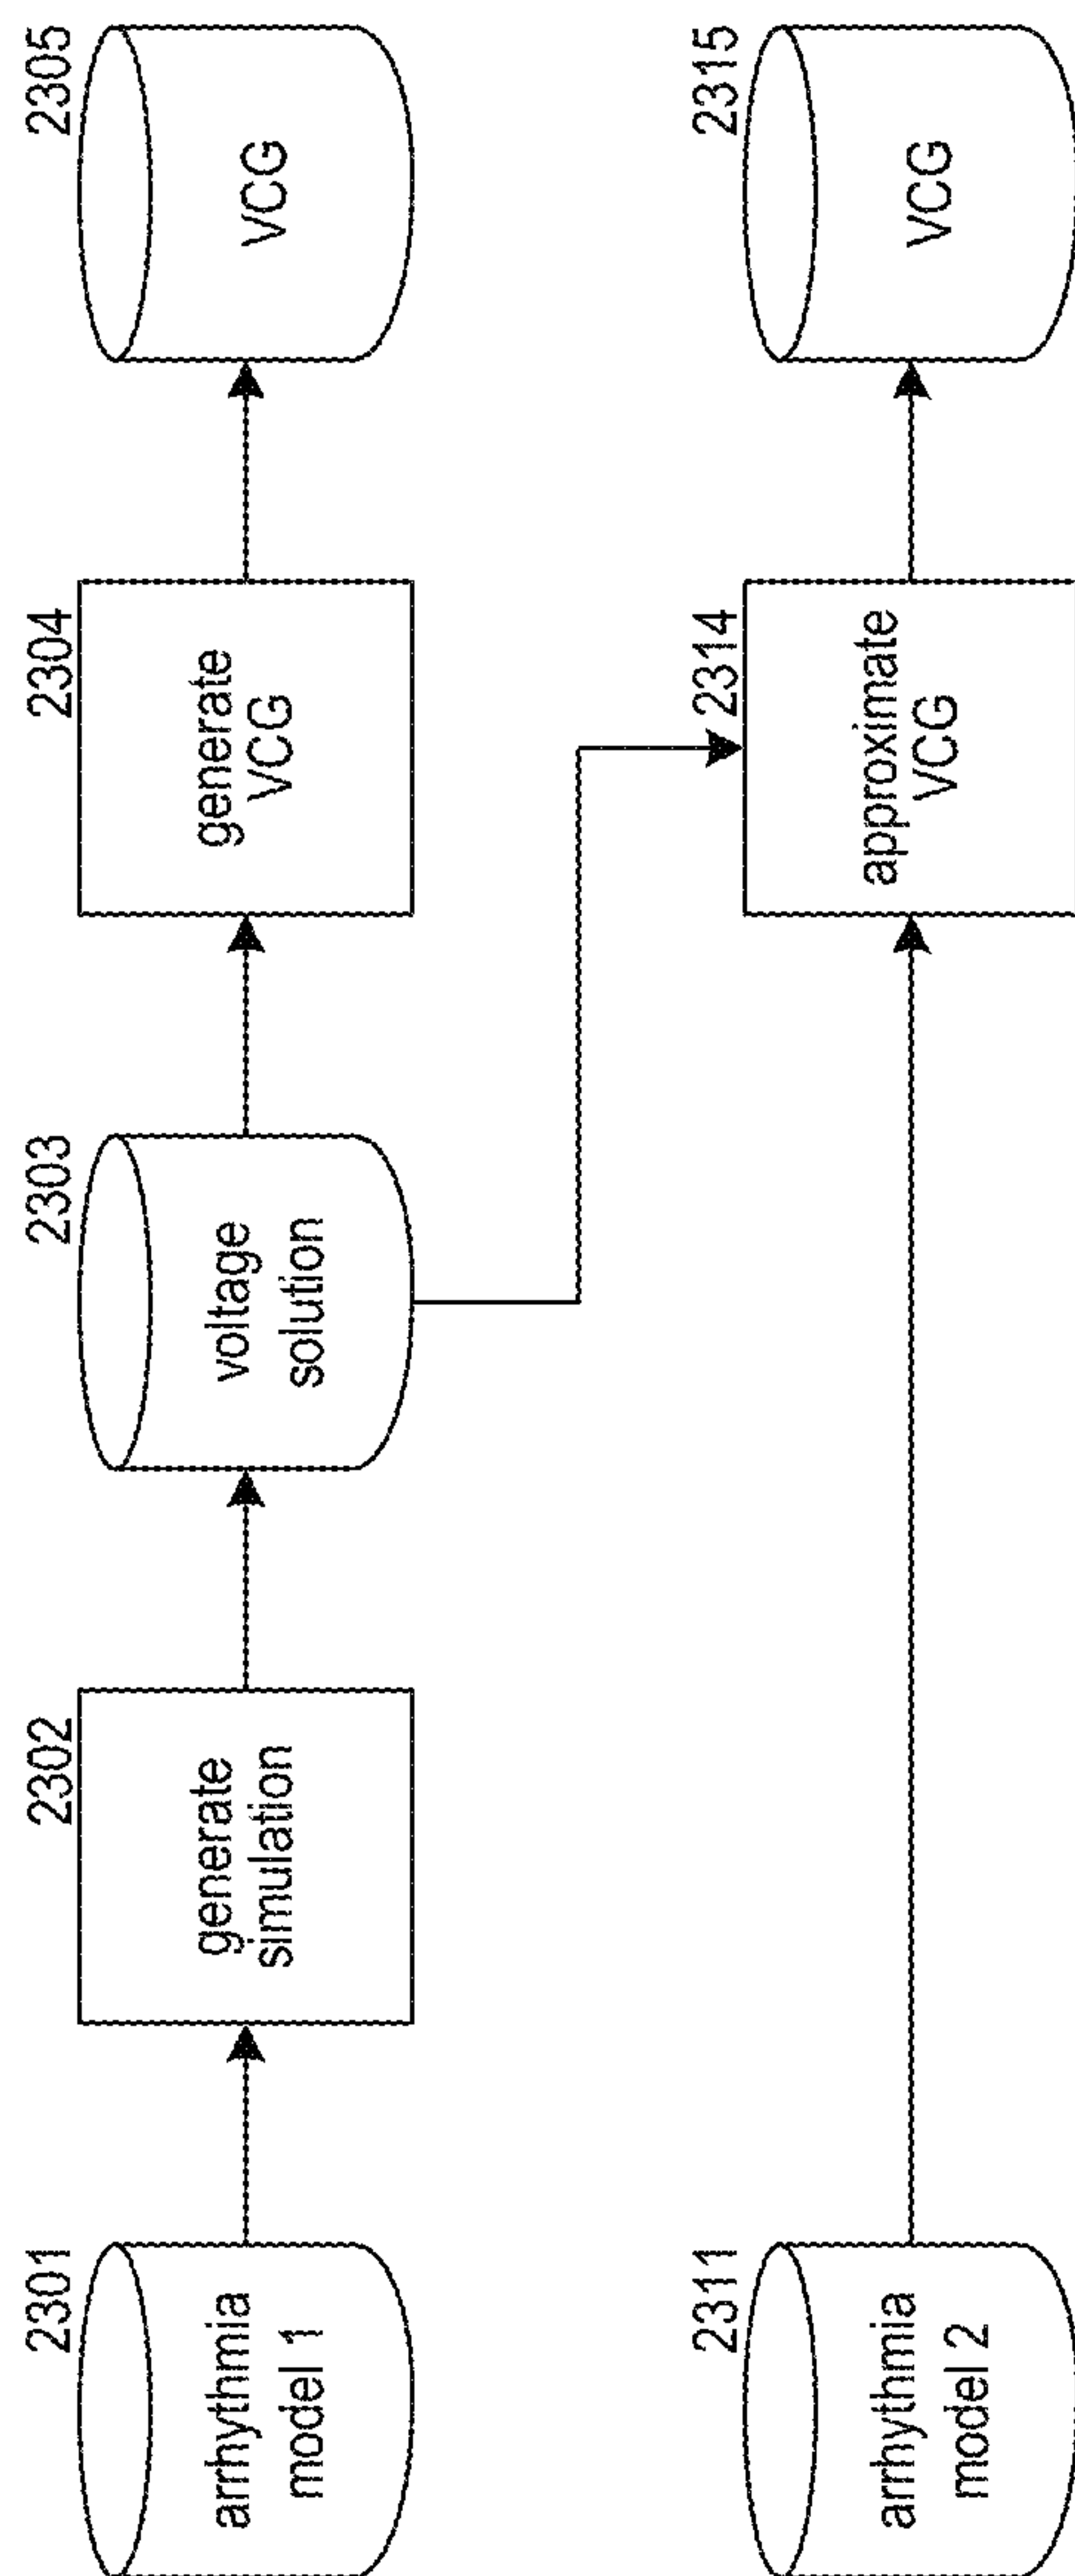 2301
arrhythmia
model 1
2302
generate
simulation
2303
voltage
solution
2304
generate
VCG
2305
VCG
2311
arrhythmia
model 2
2314
approximate
VCG
2315
VCG